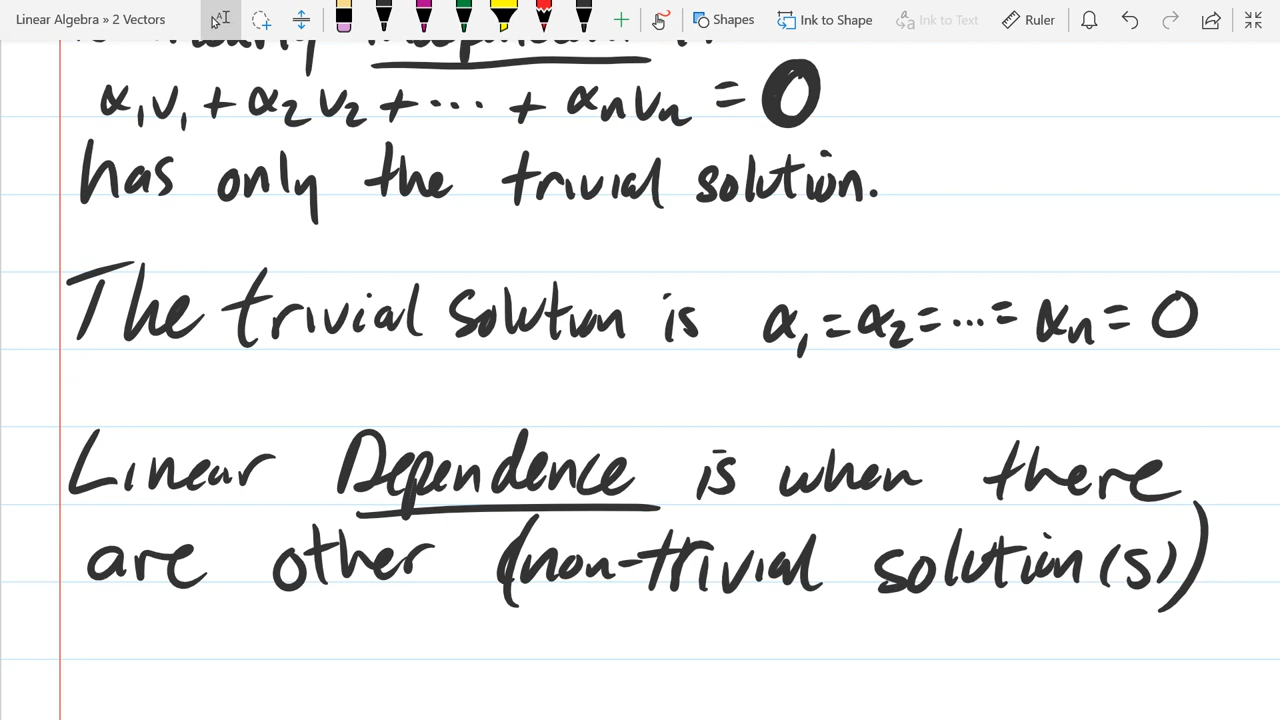 Linear Algebra » 2 Vectors Shapes Ink to Shape Ink to Text Ruler
α₁v₁ + α₂v₂ + ... + αₙvₙ = 0
has only the trivial solution.
The trivial solution is α₁ = α₂ = ... = αₙ = 0
Linear Dependence is when there
are other (non-trivial solution(s))